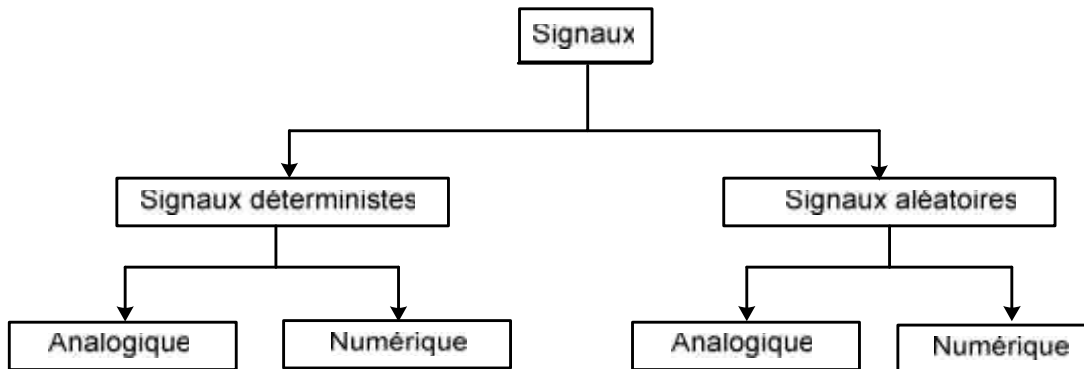 Signaux
Signaux déterministes
Signaux aléatoires
Analogique
Numérique
Analogique
Numérique